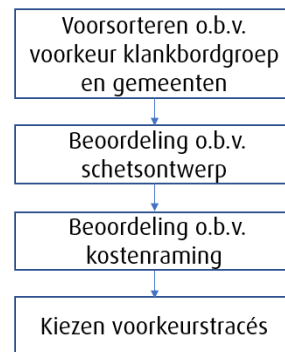 Voorsorteren o.b.v.
voorkeur klankbordgroep
en gemeenten
Beoordeling o.b.v.
schetsontwerp
Beoordeling o.b.v.
kostenraming
Kiezen voorkeurstracés